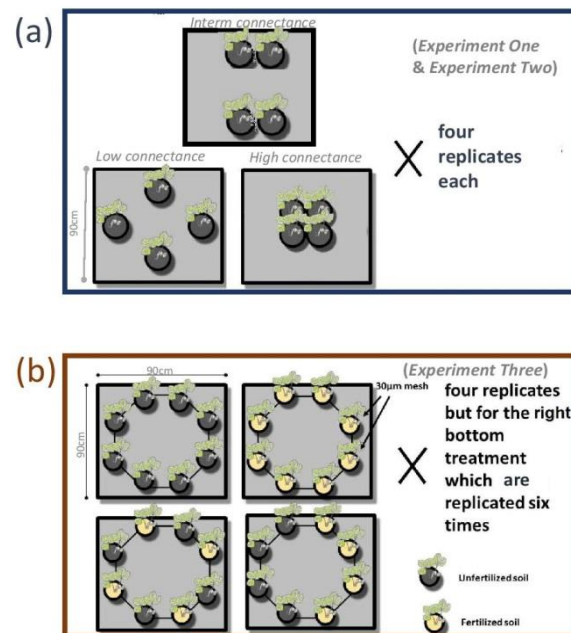 (a)
Interm connectance
(Experiment One
& Experiment Two)
four
replicates
each
Low connectance
High connectance
90cm
(b)
90cm
(Experiment Three)
30µm mesh
90cm
four replicates
but for the right
bottom
treatment
which are
replicated six
times
Unfertilized soil
Fertilized soil